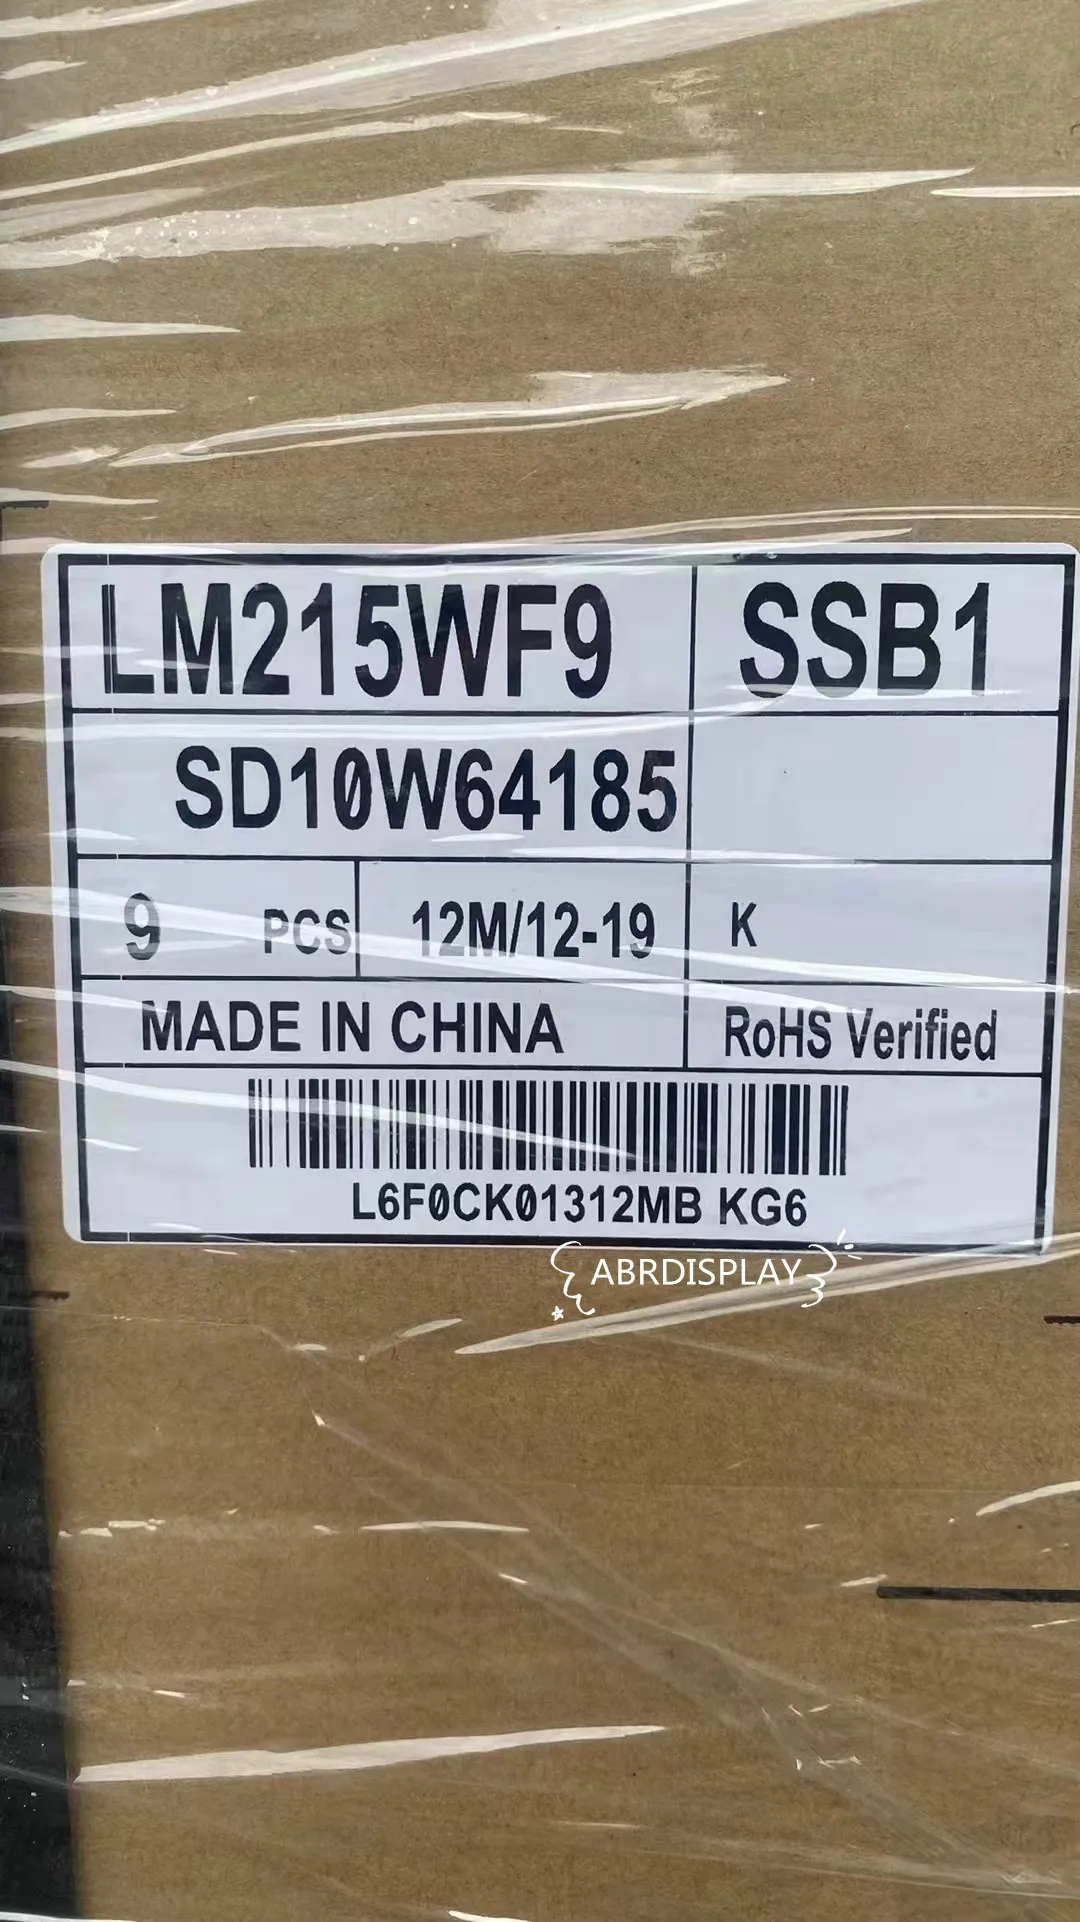 LM215WF9 SSB1
SD10W64185
9 PCS 12M/12-19 K
MADE IN CHINA RoHS Verified
L6F0CK01312MB KG6
ABRDISPLAY